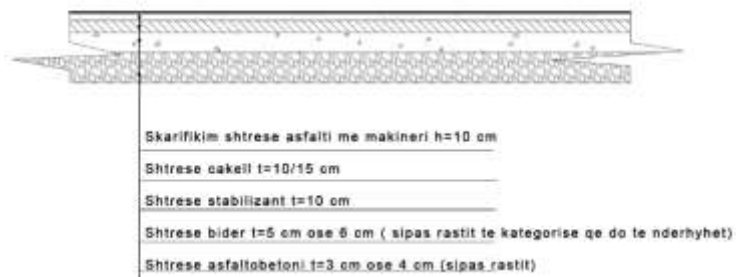 Skarifikim shtrese asfalti me makineri h=10 cm
Shtrese cakell t=10/15 cm
Shtrese stabilizant t=10 cm
Shtrese bider t=5 cm ose 6 cm ( sipas rastit te kategorise qe do te nderhyhet)
Shtrese asfaltobetoni t=3 cm ose 4 cm (sipas rastit)